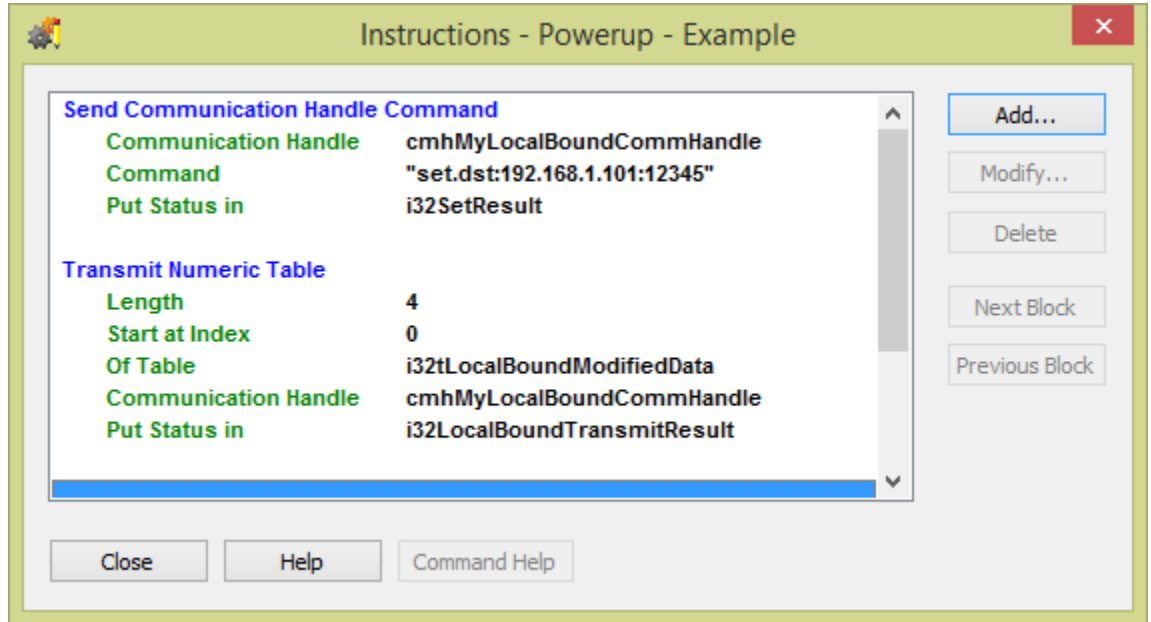 Instructions - Powerup - Example
Send Communication Handle Command
Communication Handle cmhMyLocalBoundCommHandle
Command "set.dst:192.168.1.101:12345"
Put Status in i32SetResult
Transmit Numeric Table
Length 4
Start at Index 0
Of Table i32tLocalBoundModifiedData
Communication Handle cmhMyLocalBoundCommHandle
Put Status in i32LocalBoundTransmitResult
Add...
Modify...
Delete
Next Block
Previous Block
Close Help Command Help